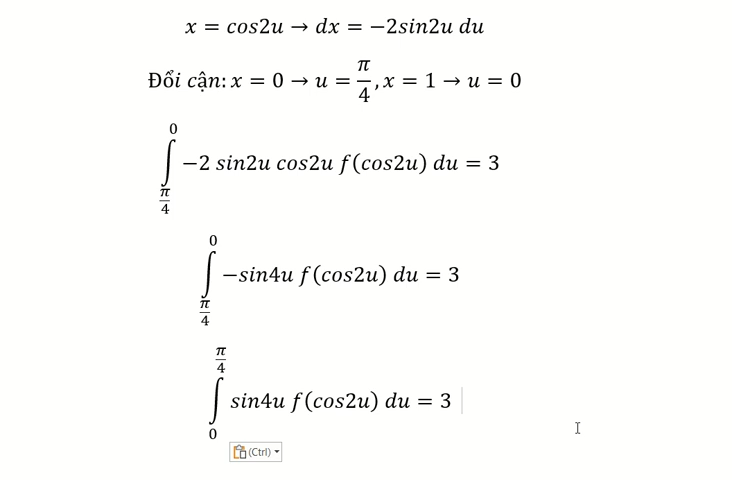 x = cos2u → dx = −2sin2u du
Đổi cận: x = 0 → u = π/4, x = 1 → u = 0
∫_{π/4}^{0} −2 sin2u cos2u f(cos2u) du = 3
∫_{π/4}^{0} −sin4u f(cos2u) du = 3
∫_{0}^{π/4} sin4u f(cos2u) du = 3
(Ctrl)